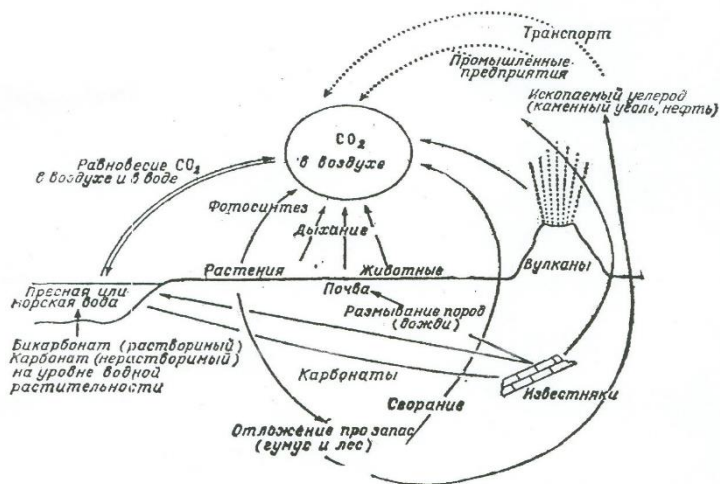 Транспорт
Промышленные
предприятия
Ископаемый углерод
(каменный уголь, нефть)
CO₂
в воздухе
Равновесие CO₂
в воздухе и в воде
Фотосинтез
Дыхание
Растения
Животные
Вулканы
Пресная или
морская вода
Почва
Размывание пород
(дожди)
Бикарбонат (растворимый)
Карбонат (нерастворимый)
на уровне водной
растительности
Карбонаты
Сгорание
Известняки
Отложение про запас
(гумус и лес)